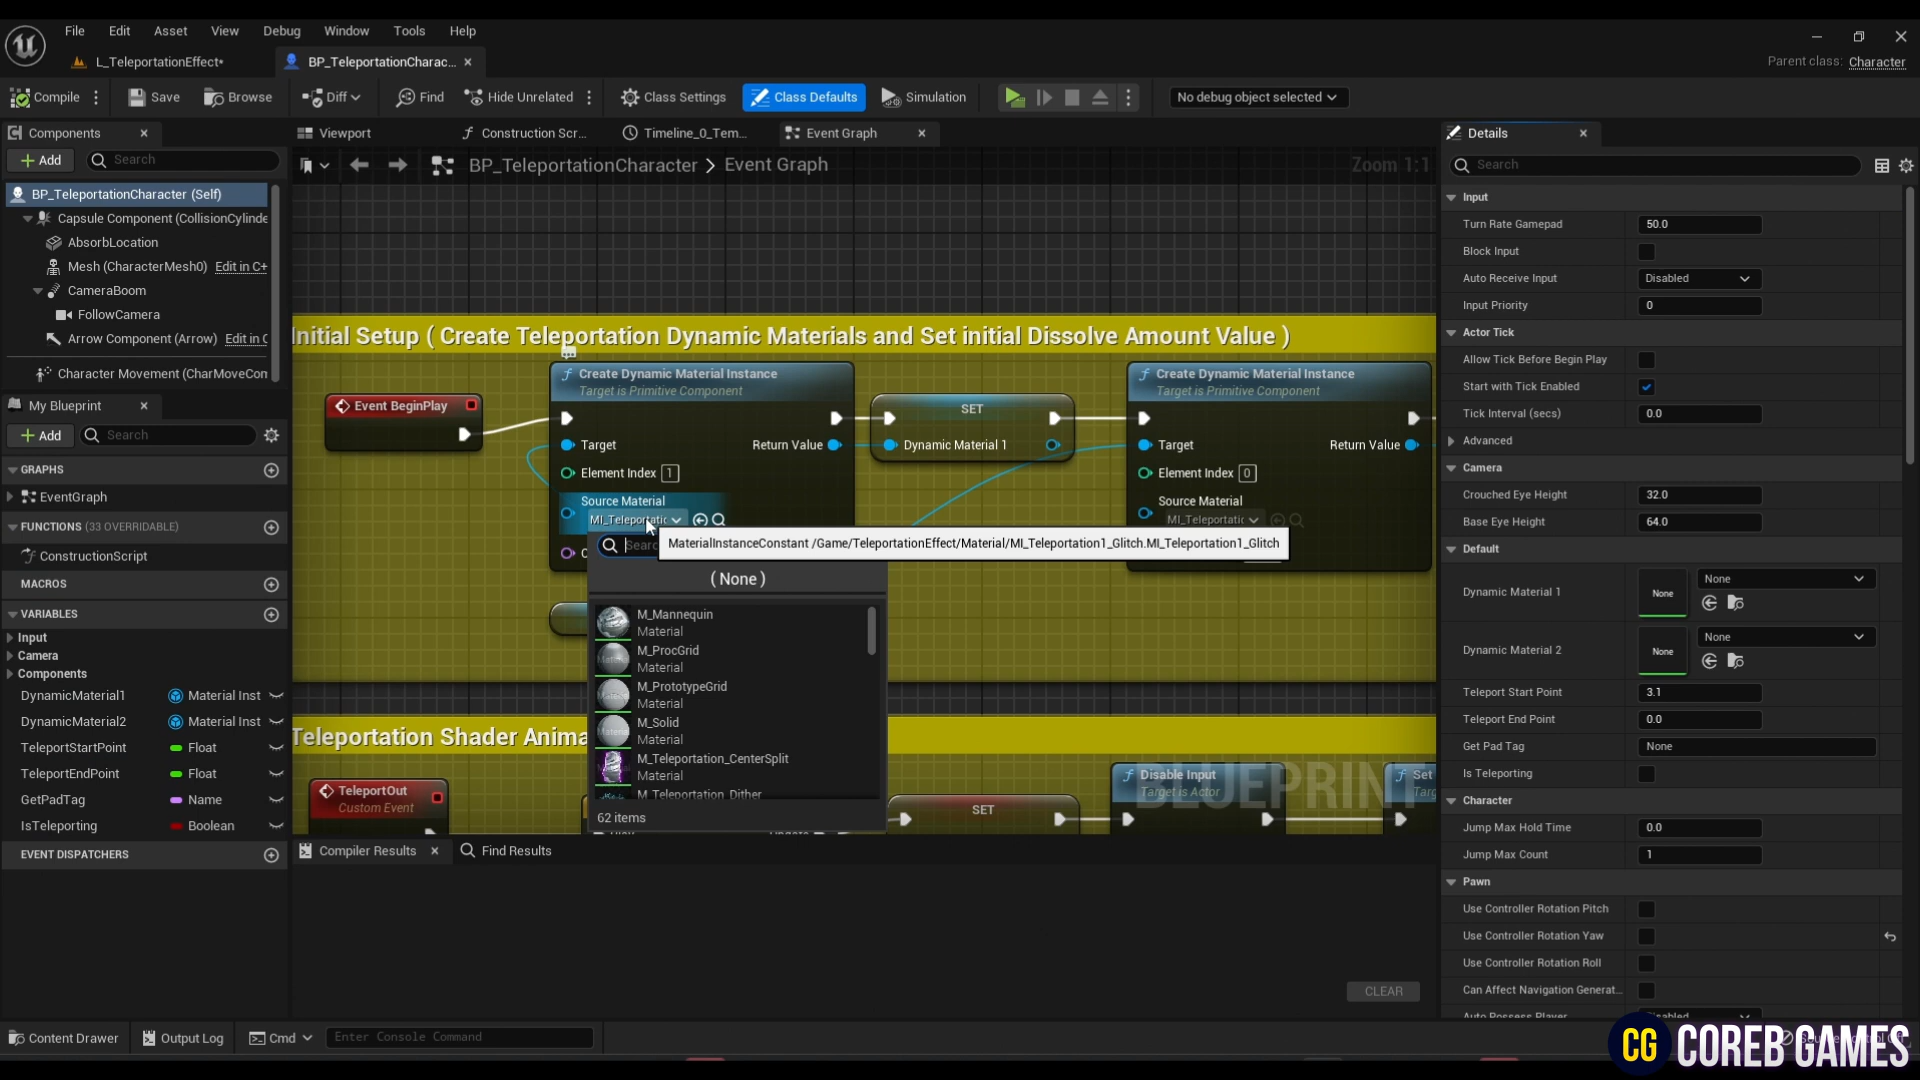 File Edit Asset View Debug Window Tools Help
L_TeleportationEffect*
BP_TeleportationCharac...
Parent class: Character
Compile
Save
Browse
Diff
Find
Hide Unrelated
Class Settings
Class Defaults
Simulation
No debug object selected
Components
Add
Search
BP_TeleportationCharacter (Self)
Capsule Component (CollisionCylinde
AbsorbLocation
Mesh (CharacterMesh0) Edit in C+
CameraBoom
FollowCamera
Arrow Component (Arrow) Edit in C
Character Movement (CharMoveCom
My Blueprint
Add
Search
GRAPHS
EventGraph
FUNCTIONS (33 OVERRIDABLE)
ConstructionScript
MACROS
VARIABLES
Input
Camera
Components
DynamicMaterial1 Material Inst
DynamicMaterial2 Material Inst
TeleportStartPoint Float
TeleportEndPoint Float
GetPadTag Name
IsTeleporting Boolean
EVENT DISPATCHERS
Viewport
Construction Scr...
Timeline_0_Tem...
Event Graph
BP_TeleportationCharacter > Event Graph
Zoom 1:1
Initial Setup ( Create Teleportation Dynamic Materials and Set initial Dissolve Amount Value )
Event BeginPlay
Create Dynamic Material Instance
Target is Primitive Component
Target
Return Value
Element Index 1
Source Material
MI_Teleportatic
SET
Dynamic Material 1
Create Dynamic Material Instance
Target is Primitive Component
Target
Return Value
Element Index 0
Source Material
MI_Teleportatic
Searc
MaterialInstanceConstant /Game/TeleportationEffect/Material/MI_Teleportation1_Glitch.MI_Teleportation1_Glitch
( None )
M_Mannequin
Material
M_ProcGrid
Material
M_PrototypeGrid
Material
M_Solid
Material
M_Teleportation_CenterSplit
Material
M_Teleportation_Dither
62 items
Teleportation Shader Anima
TeleportOut
Custom Event
SET
Disable Input
Target is Actor
Set
Targ
BLUEPRINT
Compiler Results
Find Results
CLEAR
Details
Search
Input
Turn Rate Gamepad 50.0
Block Input
Auto Receive Input Disabled
Input Priority 0
Actor Tick
Allow Tick Before Begin Play
Start with Tick Enabled
Tick Interval (secs) 0.0
Advanced
Camera
Crouched Eye Height 32.0
Base Eye Height 64.0
Default
Dynamic Material 1 None None
Dynamic Material 2 None None
Teleport Start Point 3.1
Teleport End Point 0.0
Get Pad Tag None
Is Teleporting
Character
Jump Max Hold Time 0.0
Jump Max Count 1
Pawn
Use Controller Rotation Pitch
Use Controller Rotation Yaw
Use Controller Rotation Roll
Can Affect Navigation Generat...
Auto Possess Player
Content Drawer
Output Log
Cmd
Enter Console Command
CG COREB GAMES